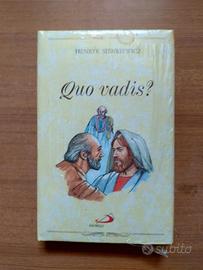 HENRYK SIENKIEWICZ
Quo vadis?
subito